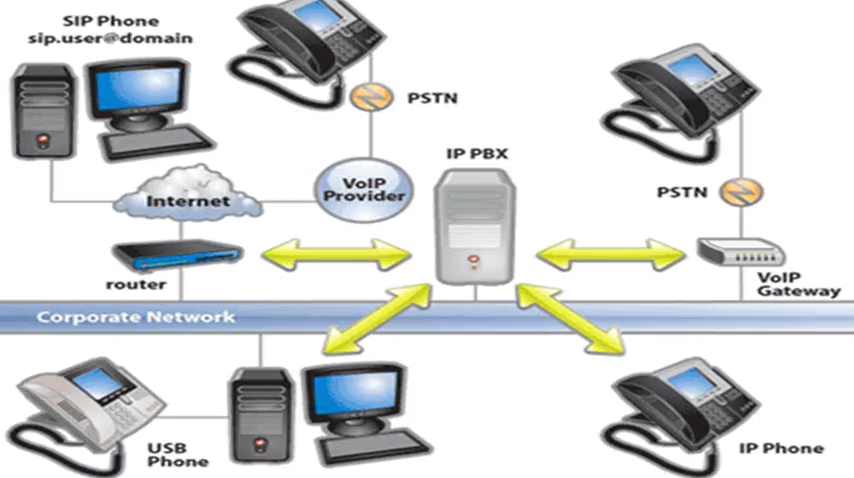 SIP Phone
sip.user@domain
PSTN
IP PBX
VoIP
Provider
PSTN
Internet
router
VoIP
Gateway
Corporate Network
USB
Phone
IP Phone